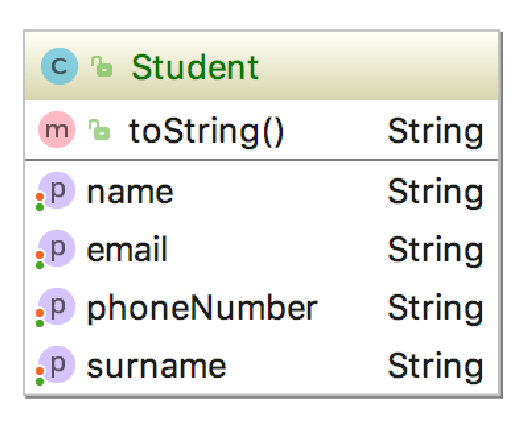 C Student
m toString() String
p name String
p email String
p phoneNumber String
p surname String